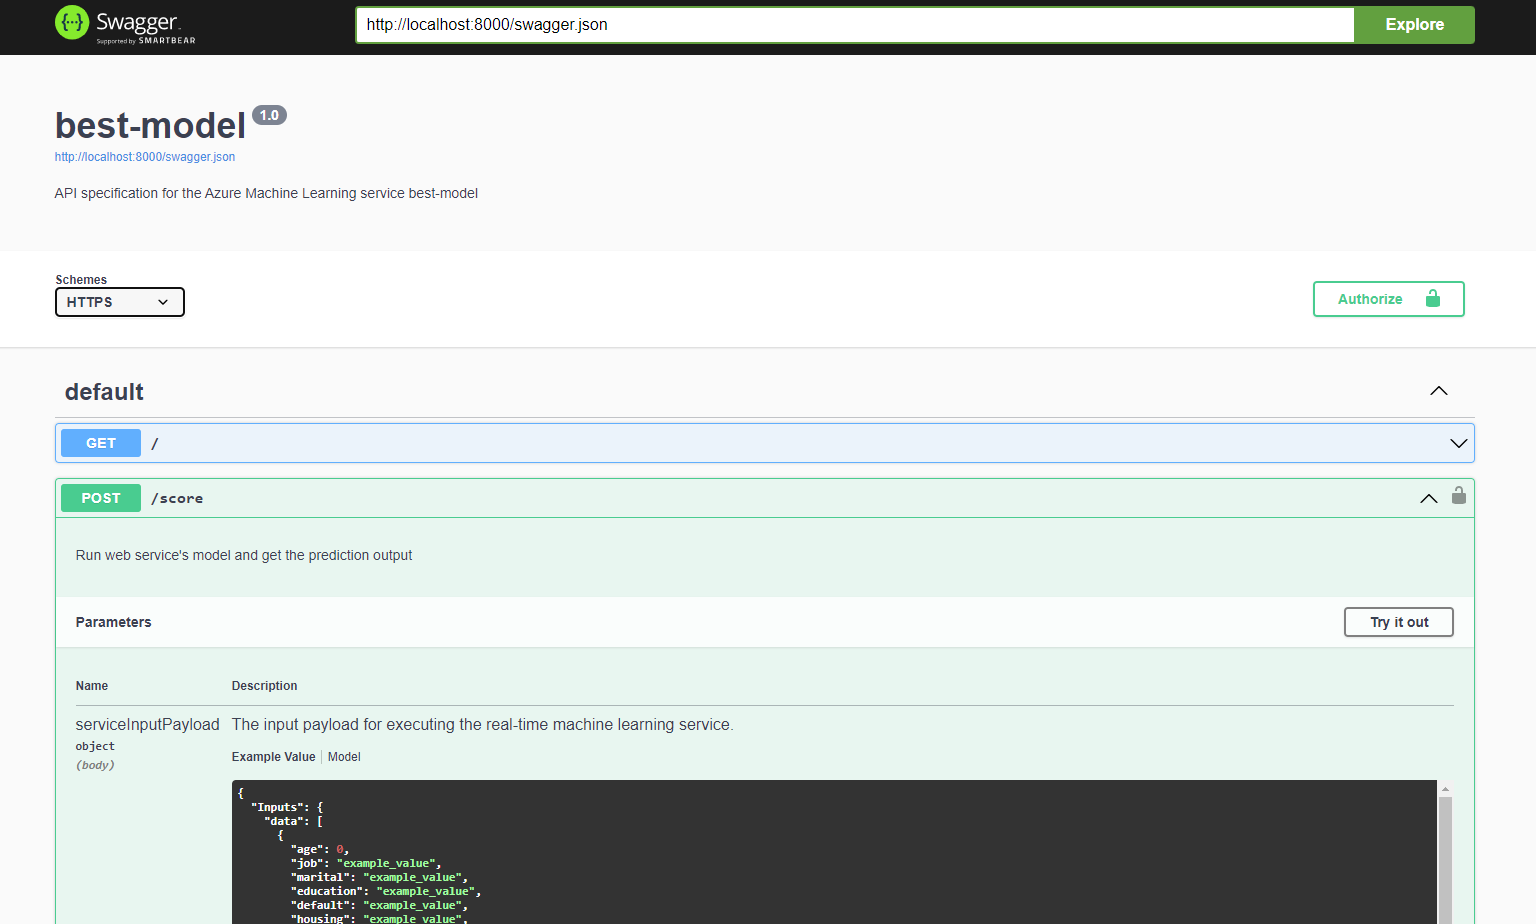 Swagger
Supported by SMARTBEAR
http://localhost:8000/swagger.json
Explore
best-model 1.0
http://localhost:8000/swagger.json
API specification for the Azure Machine Learning service best-model
Schemes
HTTPS
Authorize
default
GET /
POST /score
Run web service's model and get the prediction output
Parameters
Try it out
Name Description
serviceInputPayload The input payload for executing the real-time machine learning service.
object
(body)
Example Value Model
{
"Inputs": {
"data": [
{
"age": 0,
"job": "example_value",
"marital": "example_value",
"education": "example_value",
"default": "example_value",
"housing": "example_value",